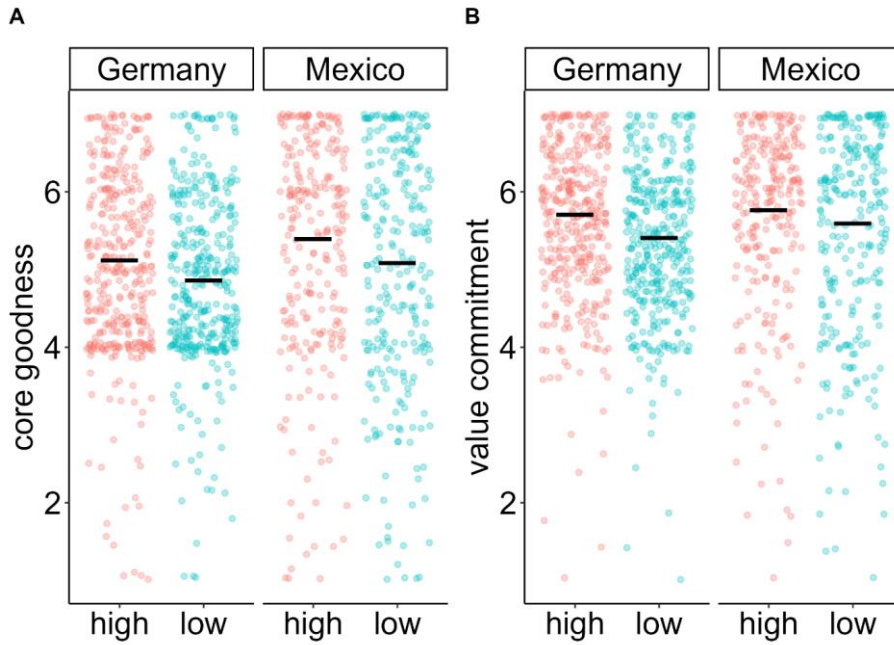 A
Germany
Mexico
core goodness
6
4
2
high
low
high
low
B
Germany
Mexico
value commitment
6
4
2
high
low
high
low